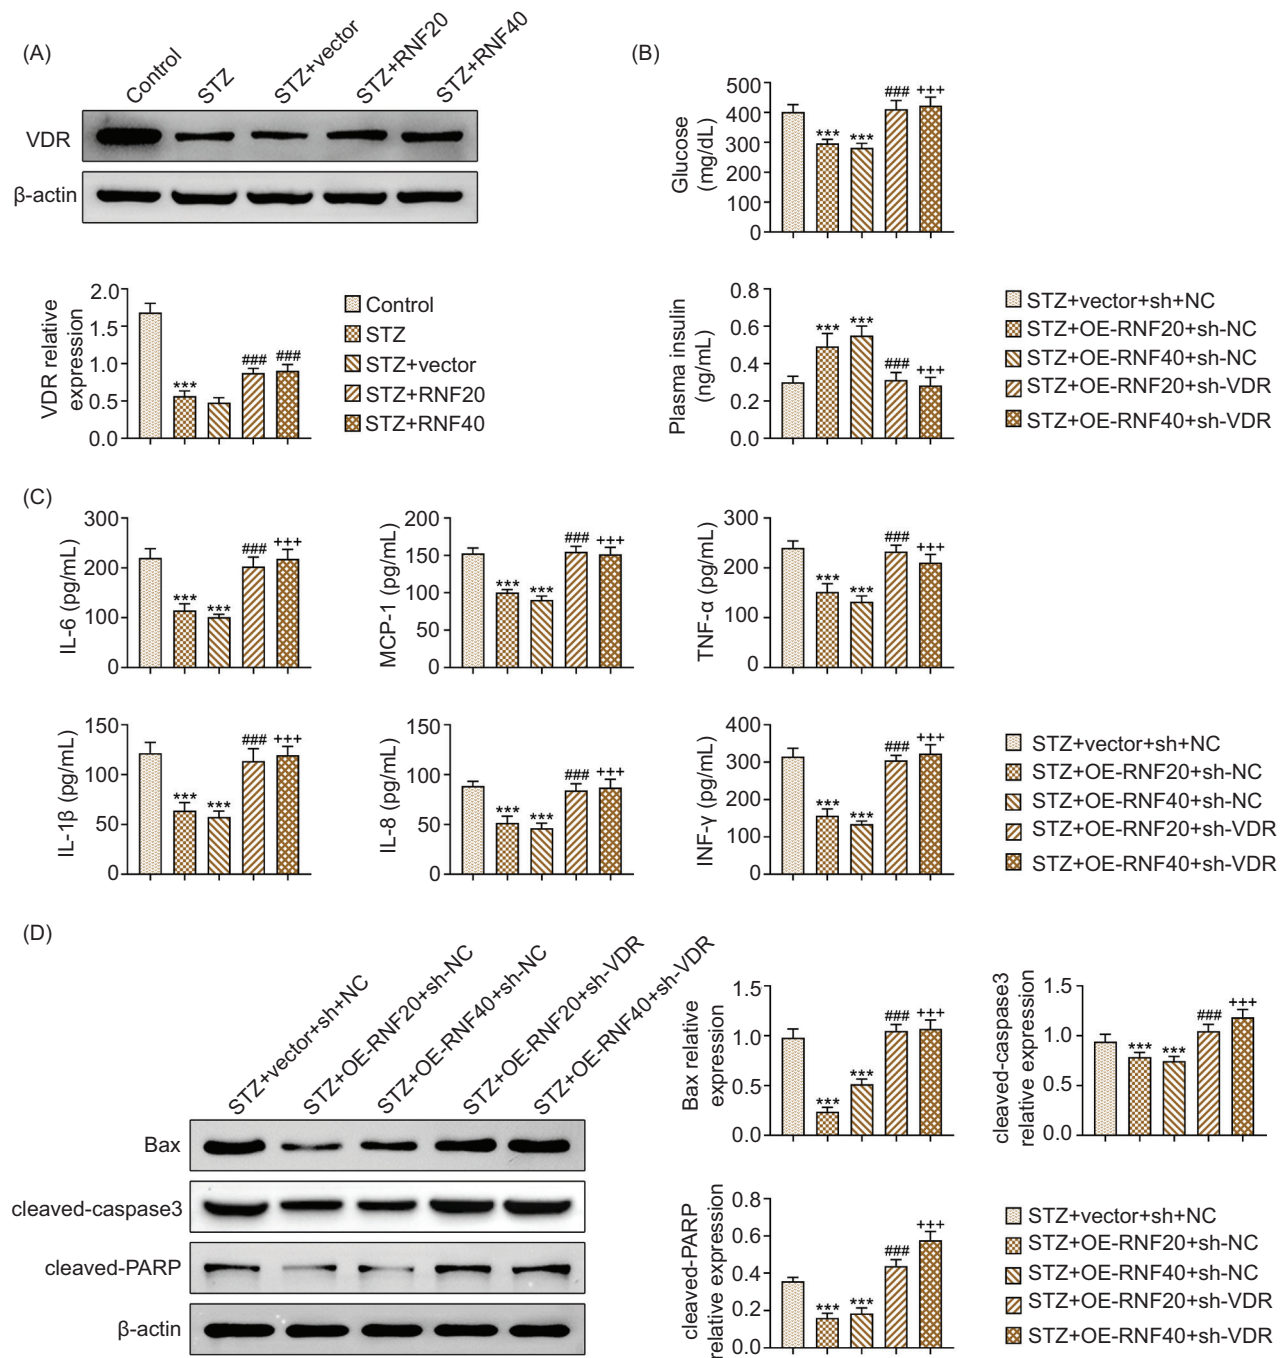 (A)
Control
STZ
STZ+vector
STZ+RNF20
STZ+RNF40
VDR
β-actin
VDR relative
expression
2.0
1.5
1.0
0.5
0.0
***
###
###
Control
STZ
STZ+vector
STZ+RNF20
STZ+RNF40
(B)
Glucose
(mg/dL)
500
400
300
200
100
0
***
***
###
+++
Plasma insulin
(ng/mL)
0.8
0.6
0.4
0.2
0.0
***
***
###
+++
STZ+vector+sh+NC
STZ+OE-RNF20+sh-NC
STZ+OE-RNF40+sh-NC
STZ+OE-RNF20+sh-VDR
STZ+OE-RNF40+sh-VDR
(C)
IL-6 (pg/mL)
300
200
100
0
***
***
###
+++
MCP-1 (pg/mL)
200
150
100
50
0
***
***
###
+++
TNF-α (pg/mL)
300
200
100
0
***
***
###
+++
IL-1β (pg/mL)
150
100
50
0
***
***
###
+++
IL-8 (pg/mL)
150
100
50
0
***
***
###
+++
INF-γ (pg/mL)
400
300
200
100
0
***
***
###
+++
STZ+vector+sh+NC
STZ+OE-RNF20+sh-NC
STZ+OE-RNF40+sh-NC
STZ+OE-RNF20+sh-VDR
STZ+OE-RNF40+sh-VDR
(D)
STZ+vector+sh+NC
STZ+OE-RNF20+sh-NC
STZ+OE-RNF40+sh-NC
STZ+OE-RNF20+sh-VDR
STZ+OE-RNF40+sh-VDR
Bax
cleaved-caspase3
cleaved-PARP
β-actin
Bax relative
expression
1.5
1.0
0.5
0.0
***
***
###
+++
cleaved-caspase3
relative expression
1.5
1.0
0.5
0.0
***
***
###
+++
cleaved-PARP
relative expression
0.8
0.6
0.4
0.2
0.0
***
***
###
+++
STZ+vector+sh+NC
STZ+OE-RNF20+sh-NC
STZ+OE-RNF40+sh-NC
STZ+OE-RNF20+sh-VDR
STZ+OE-RNF40+sh-VDR